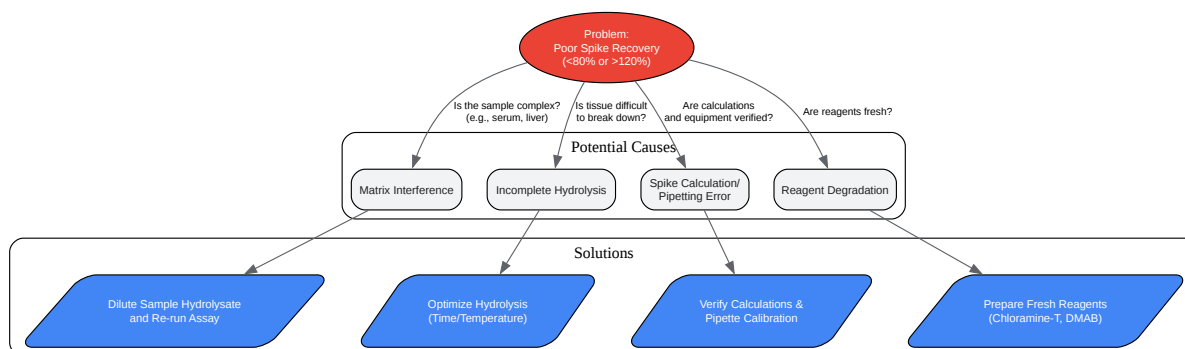 Problem:
Poor Spike Recovery
(<80% or >120%)
Is the sample complex?
(e.g., serum, liver)
Is tissue difficult
to break down?
Are calculations
and equipment verified?
Are reagents fresh?
Potential Causes
Matrix Interference
Incomplete Hydrolysis
Spike Calculation/
Pipetting Error
Reagent Degradation
Solutions
Dilute Sample Hydrolysate
and Re-run Assay
Optimize Hydrolysis
(Time/Temperature)
Verify Calculations &
Pipette Calibration
Prepare Fresh Reagents
(Chloramine-T, DMAB)